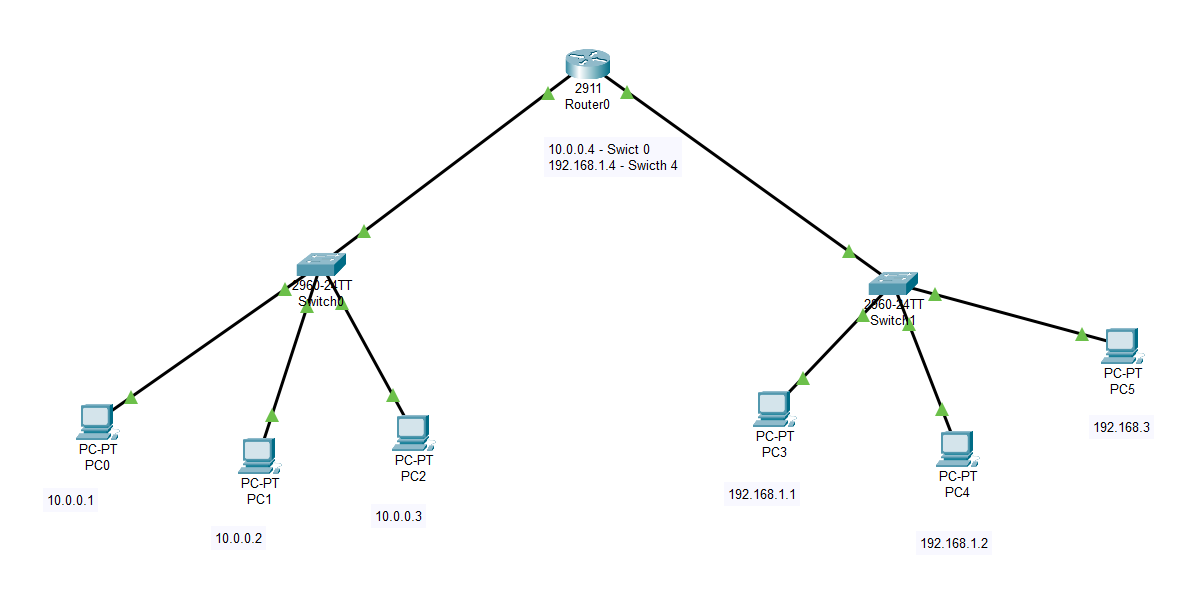 2911
Router0
10.0.0.4 - Swict 0
192.168.1.4 - Swicth 4
2960-24TT
Switch0
2960-24TT
Switch1
PC-PT
PC5
192.168.3
PC-PT
PC0
PC-PT
PC1
PC-PT
PC2
PC-PT
PC3
PC-PT
PC4
10.0.0.1
10.0.0.2
10.0.0.3
192.168.1.1
192.168.1.2